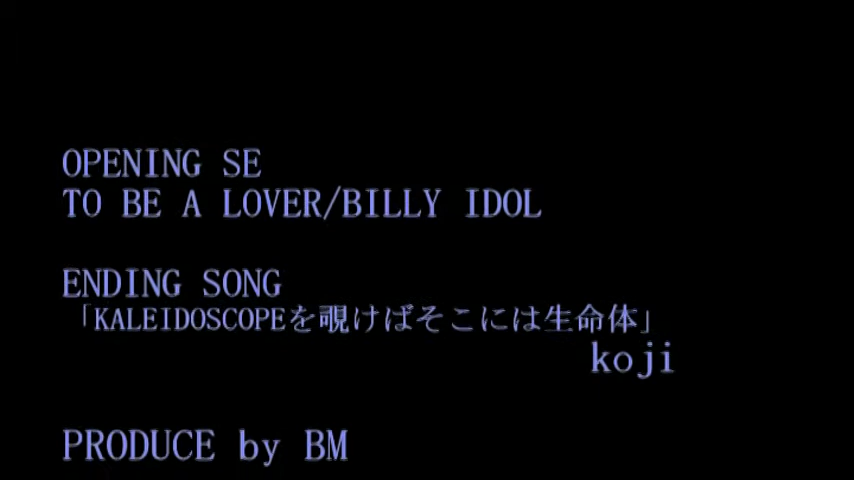 OPENING SE
TO BE A LOVER/BILLY IDOL
ENDING SONG
「KALEIDOSCOPEを覗けばそこには生命体」
koji
PRODUCE by BM